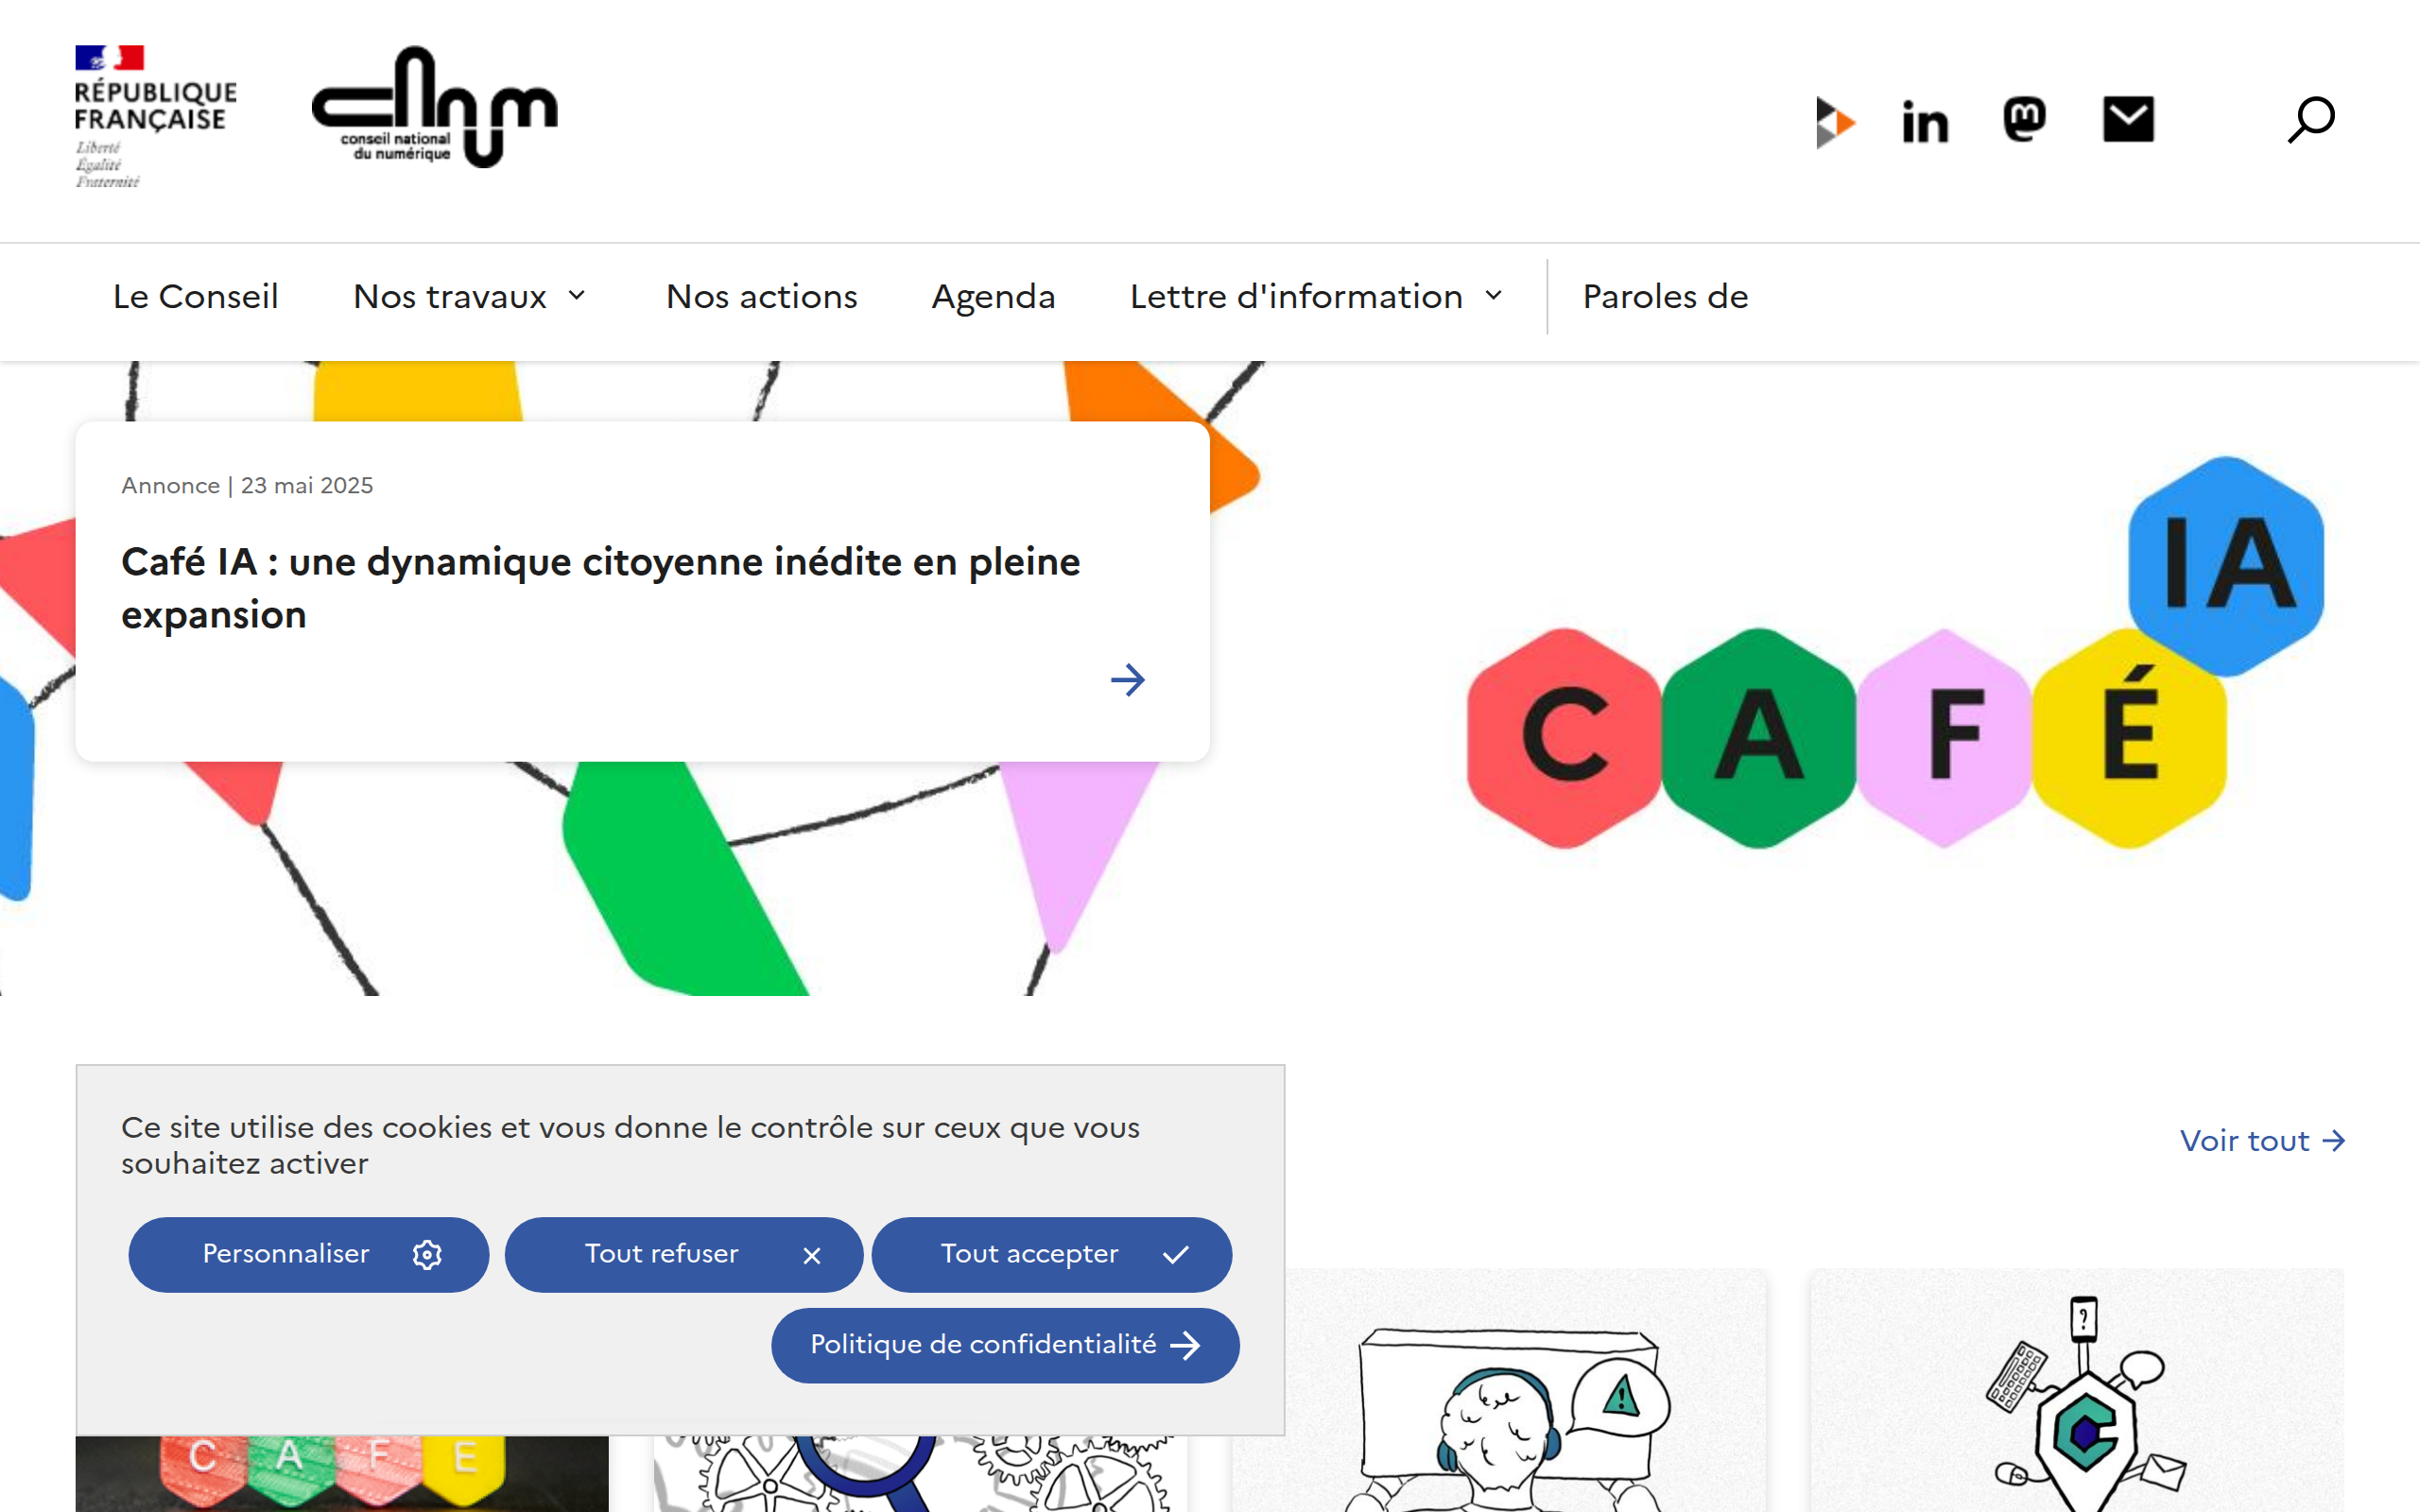 RÉPUBLIQUE
FRANÇAISE
Liberté
Égalité
Fraternité
cnnum
conseil national
du numérique
in
m
Le Conseil
Nos travaux
Nos actions
Agenda
Lettre d'information
Paroles de
Annonce | 23 mai 2025
Café IA : une dynamique citoyenne inédite en pleine
expansion
IA
CAFÉ
Ce site utilise des cookies et vous donne le contrôle sur ceux que vous
souhaitez activer
Voir tout
Personnaliser
Tout refuser
Tout accepter
Politique de confidentialité
?
C
CAFE